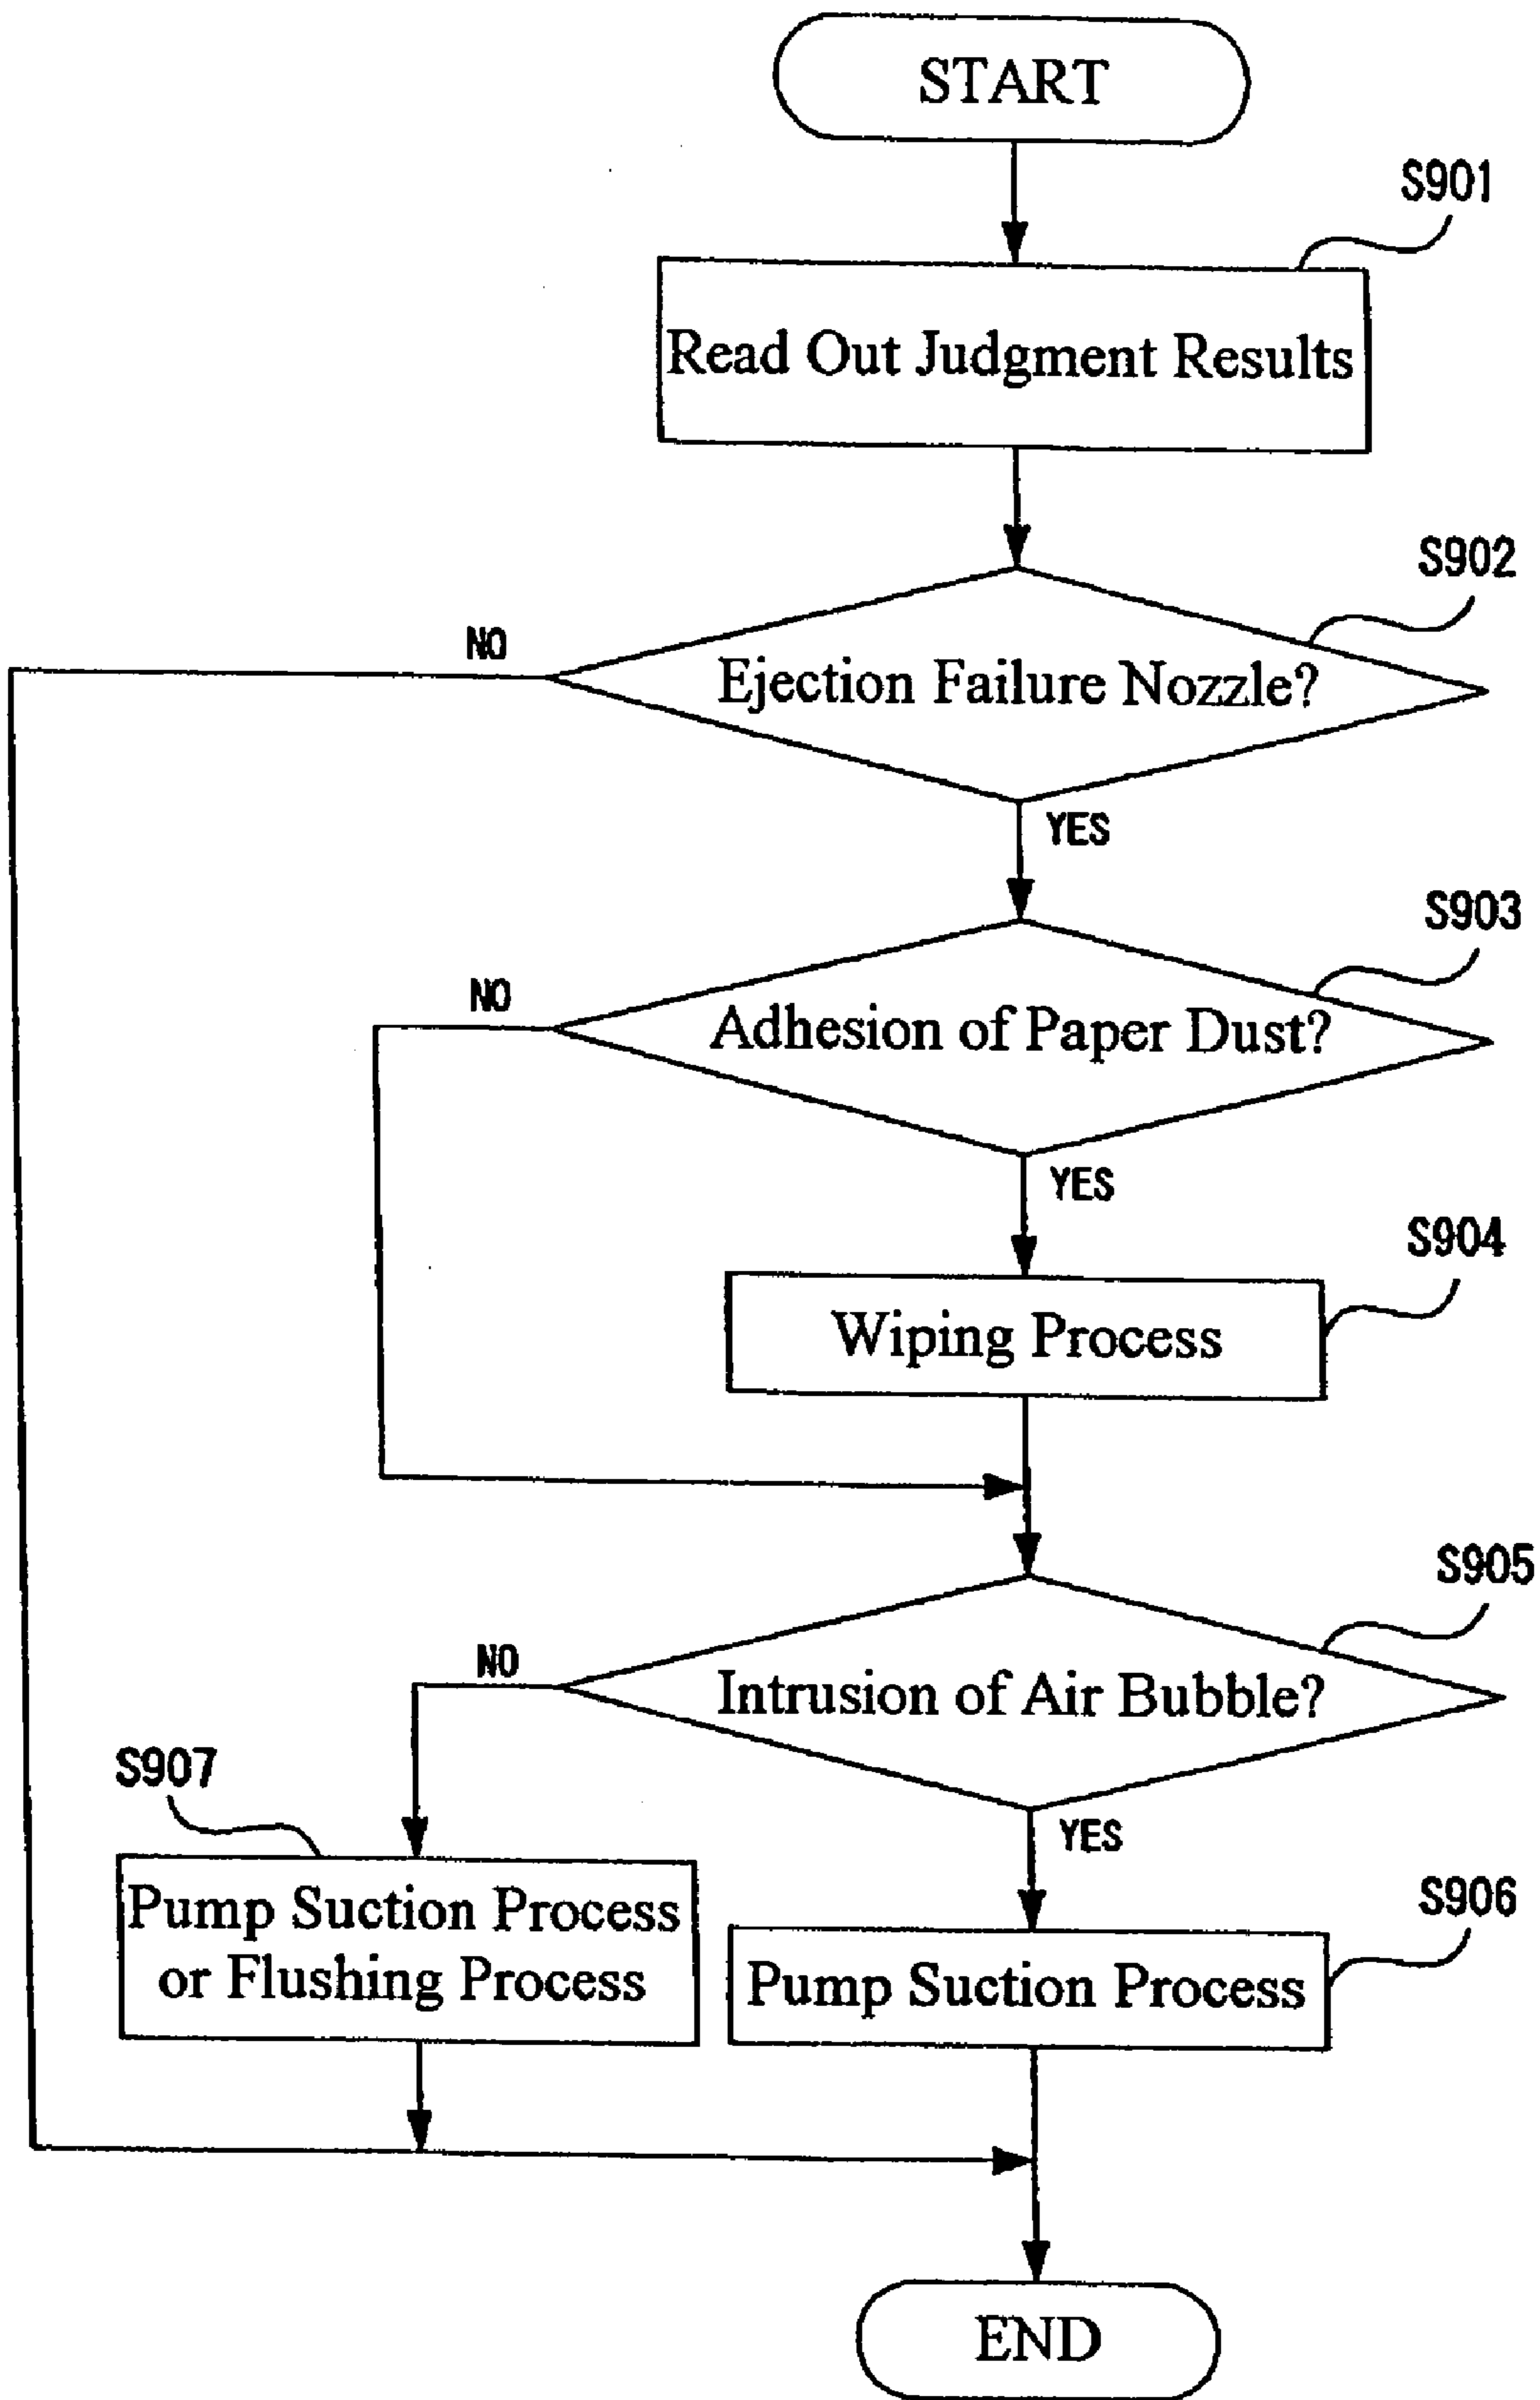 START
S901
Read Out Judgment Results
S902
NO
Ejection Failure Nozzle?
YES
S903
NO
Adhesion of Paper Dust?
YES
S904
Wiping Process
S905
NO
Intrusion of Air Bubble?
S907
YES
Pump Suction Process
or Flushing Process
S906
Pump Suction Process
END